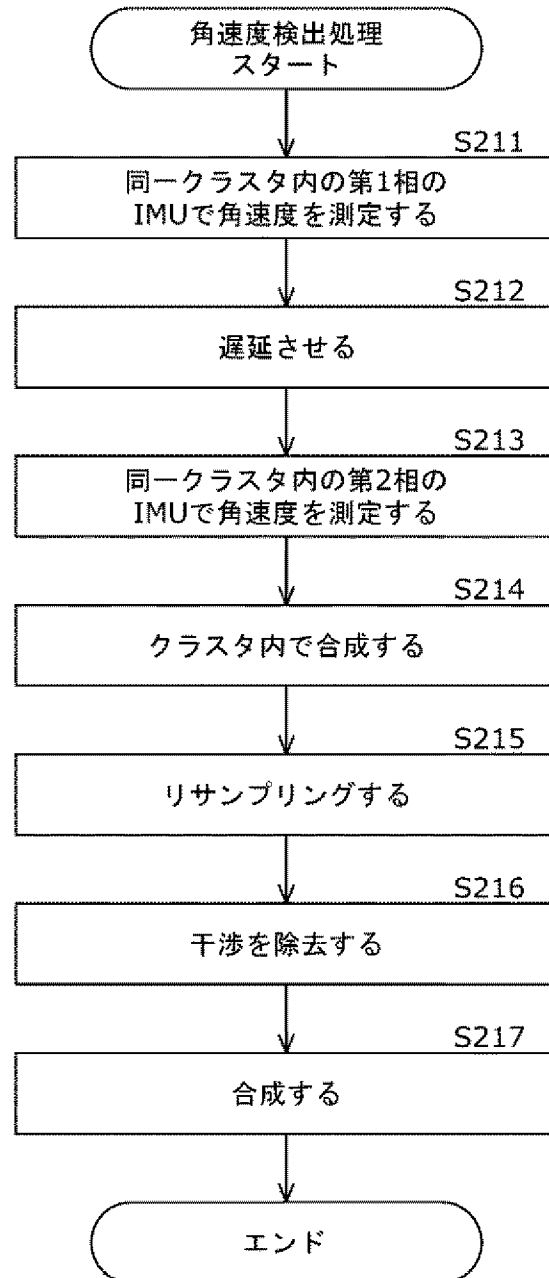 角速度検出処理
スタート
S211
同一クラスタ内の第1相の
IMUで角速度を測定する
S212
遅延させる
S213
同一クラスタ内の第2相の
IMUで角速度を測定する
S214
クラスタ内で合成する
S215
リサンプリングする
S216
干渉を除去する
S217
合成する
エンド